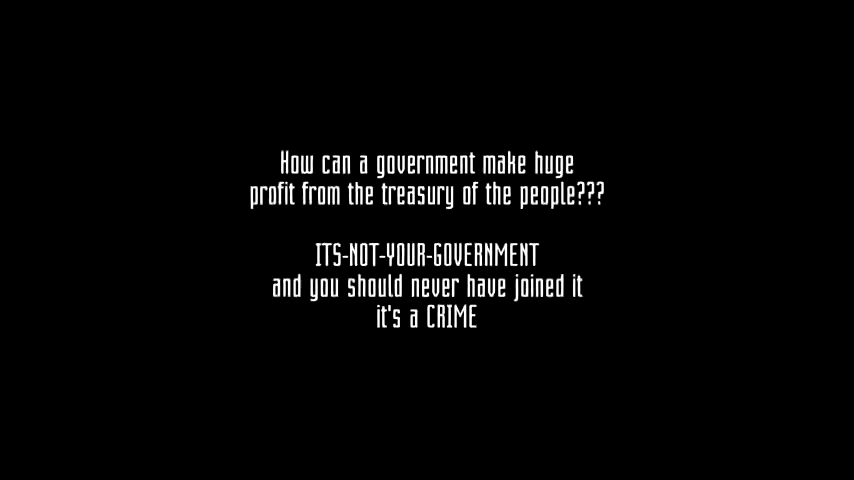 How can a government make huge
profit from the treasury of the people???
ITS-NOT-YOUR-GOVERNMENT
and you should never have joined it
it's a CRIME